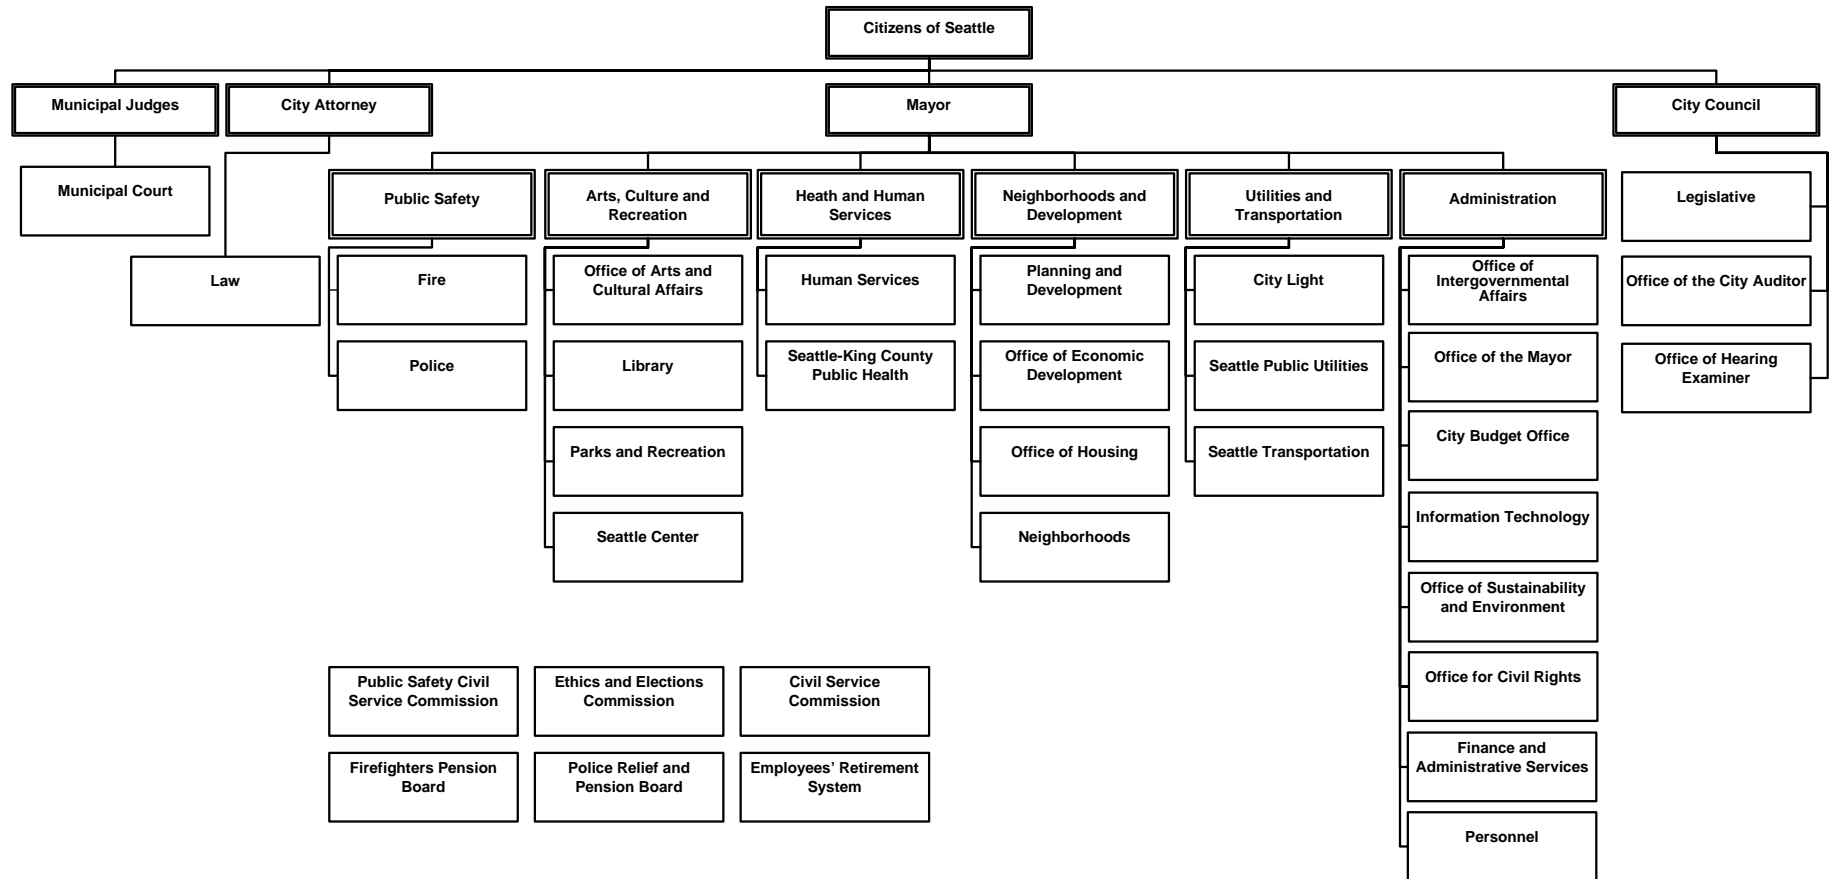 Citizens of Seattle
Municipal Judges
City Attorney
Mayor
City Council
Municipal Court
Law
Public Safety
Fire
Police
Arts, Culture and
Recreation
Office of Arts and
Cultural Affairs
Library
Parks and Recreation
Seattle Center
Heath and Human
Services
Human Services
Seattle-King County
Public Health
Neighborhoods and
Development
Planning and
Development
Office of Economic
Development
Office of Housing
Neighborhoods
Utilities and
Transportation
City Light
Seattle Public Utilities
Seattle Transportation
Administration
Office of
Intergovernmental
Affairs
Office of the Mayor
City Budget Office
Information Technology
Office of Sustainability
and Environment
Office for Civil Rights
Finance and
Administrative Services
Personnel
Legislative
Office of the City Auditor
Office of Hearing
Examiner
Public Safety Civil
Service Commission
Ethics and Elections
Commission
Civil Service
Commission
Firefighters Pension
Board
Police Relief and
Pension Board
Employees’ Retirement
System